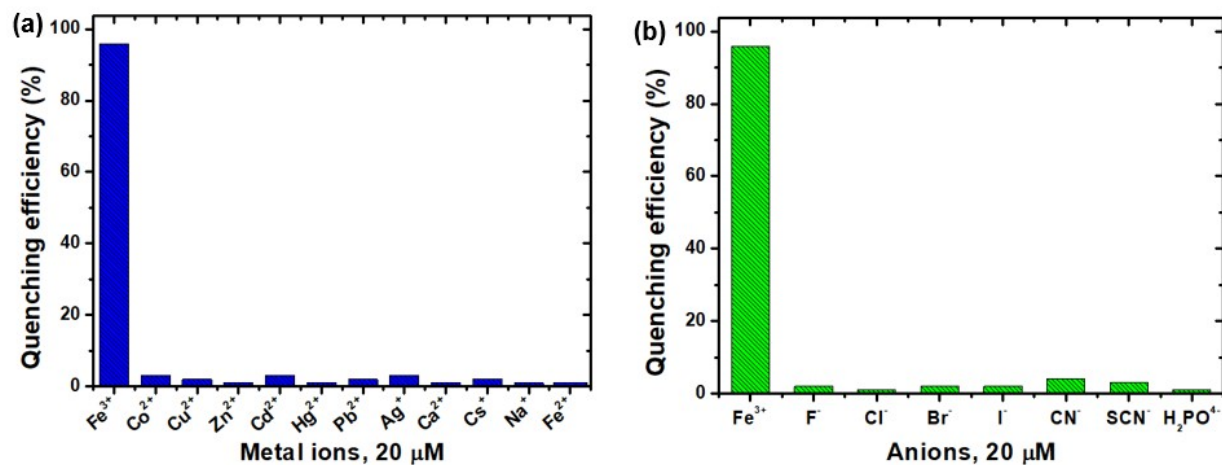 (a)
Quenching efficiency (%)
100
80
60
40
20
0
Fe³⁺ Co²⁺ Cu²⁺ Zn²⁺ Cd²⁺ Hg²⁺ Pb²⁺ Ag⁺ Ca²⁺ Cs⁺ Na⁺ Fe²⁺
Metal ions, 20 μM
(b)
Quenching efficiency (%)
100
80
60
40
20
0
Fe³⁺ F⁻ Cl⁻ Br⁻ I⁻ CN⁻ SCN⁻ H₂PO⁴⁻
Anions, 20 μM